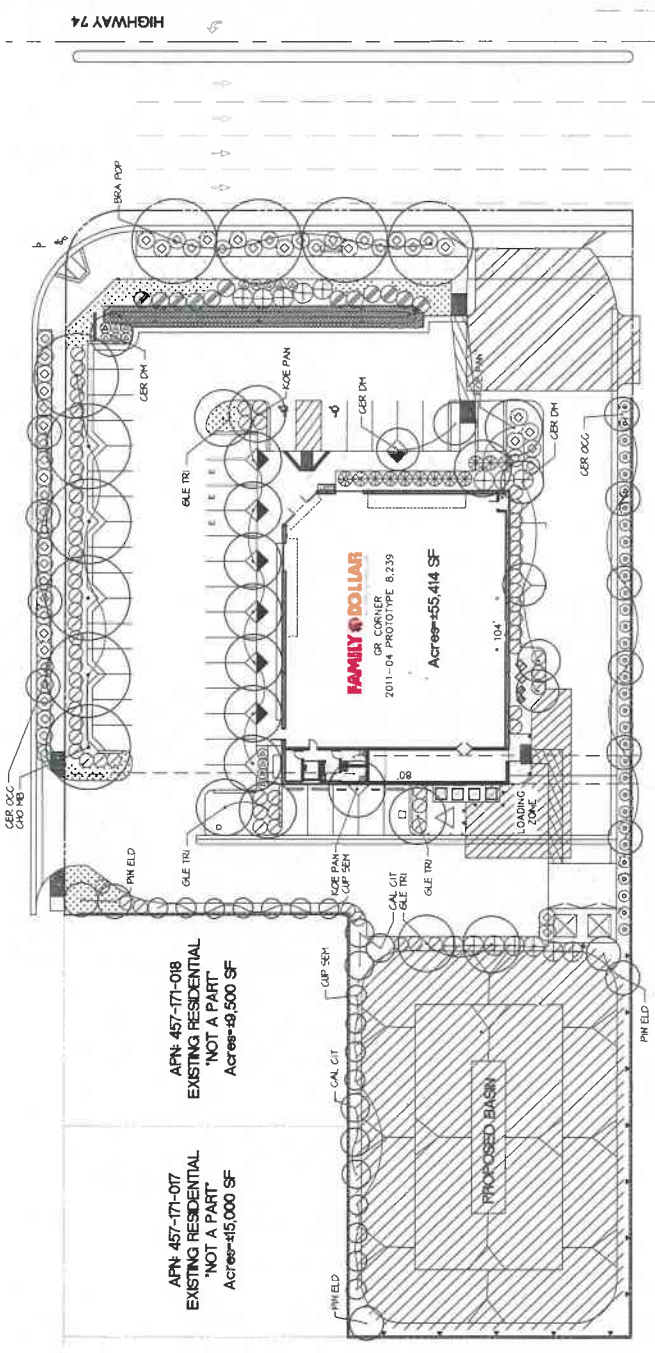 HIGHWAY 74
BRA POP
CER DM
KOE PAN
GLE TRI
CER DM
KOE PAN
CER DM
CER OCC
FAMILY DOLLAR
GR CORNER
2011-04 PROTOTYPE 8,239
Acres=±55,414 SF
104'
80'
LOADING
ZONE
CER OCC
CHO MB
PIN ELD
GLE TRI
KOE PAN
CUP SEM
GLE TRI
CAL CIT
GLE TRI
CUP SEM
CAL CIT
PIN ELD
APN: 457-171-018
EXISTING RESIDENTIAL
"NOT A PART"
Acres=±9,500 SF
APN: 457-171-017
EXISTING RESIDENTIAL
"NOT A PART"
Acres=±15,000 SF
PROPOSED BASIN
PIN ELD
E E E